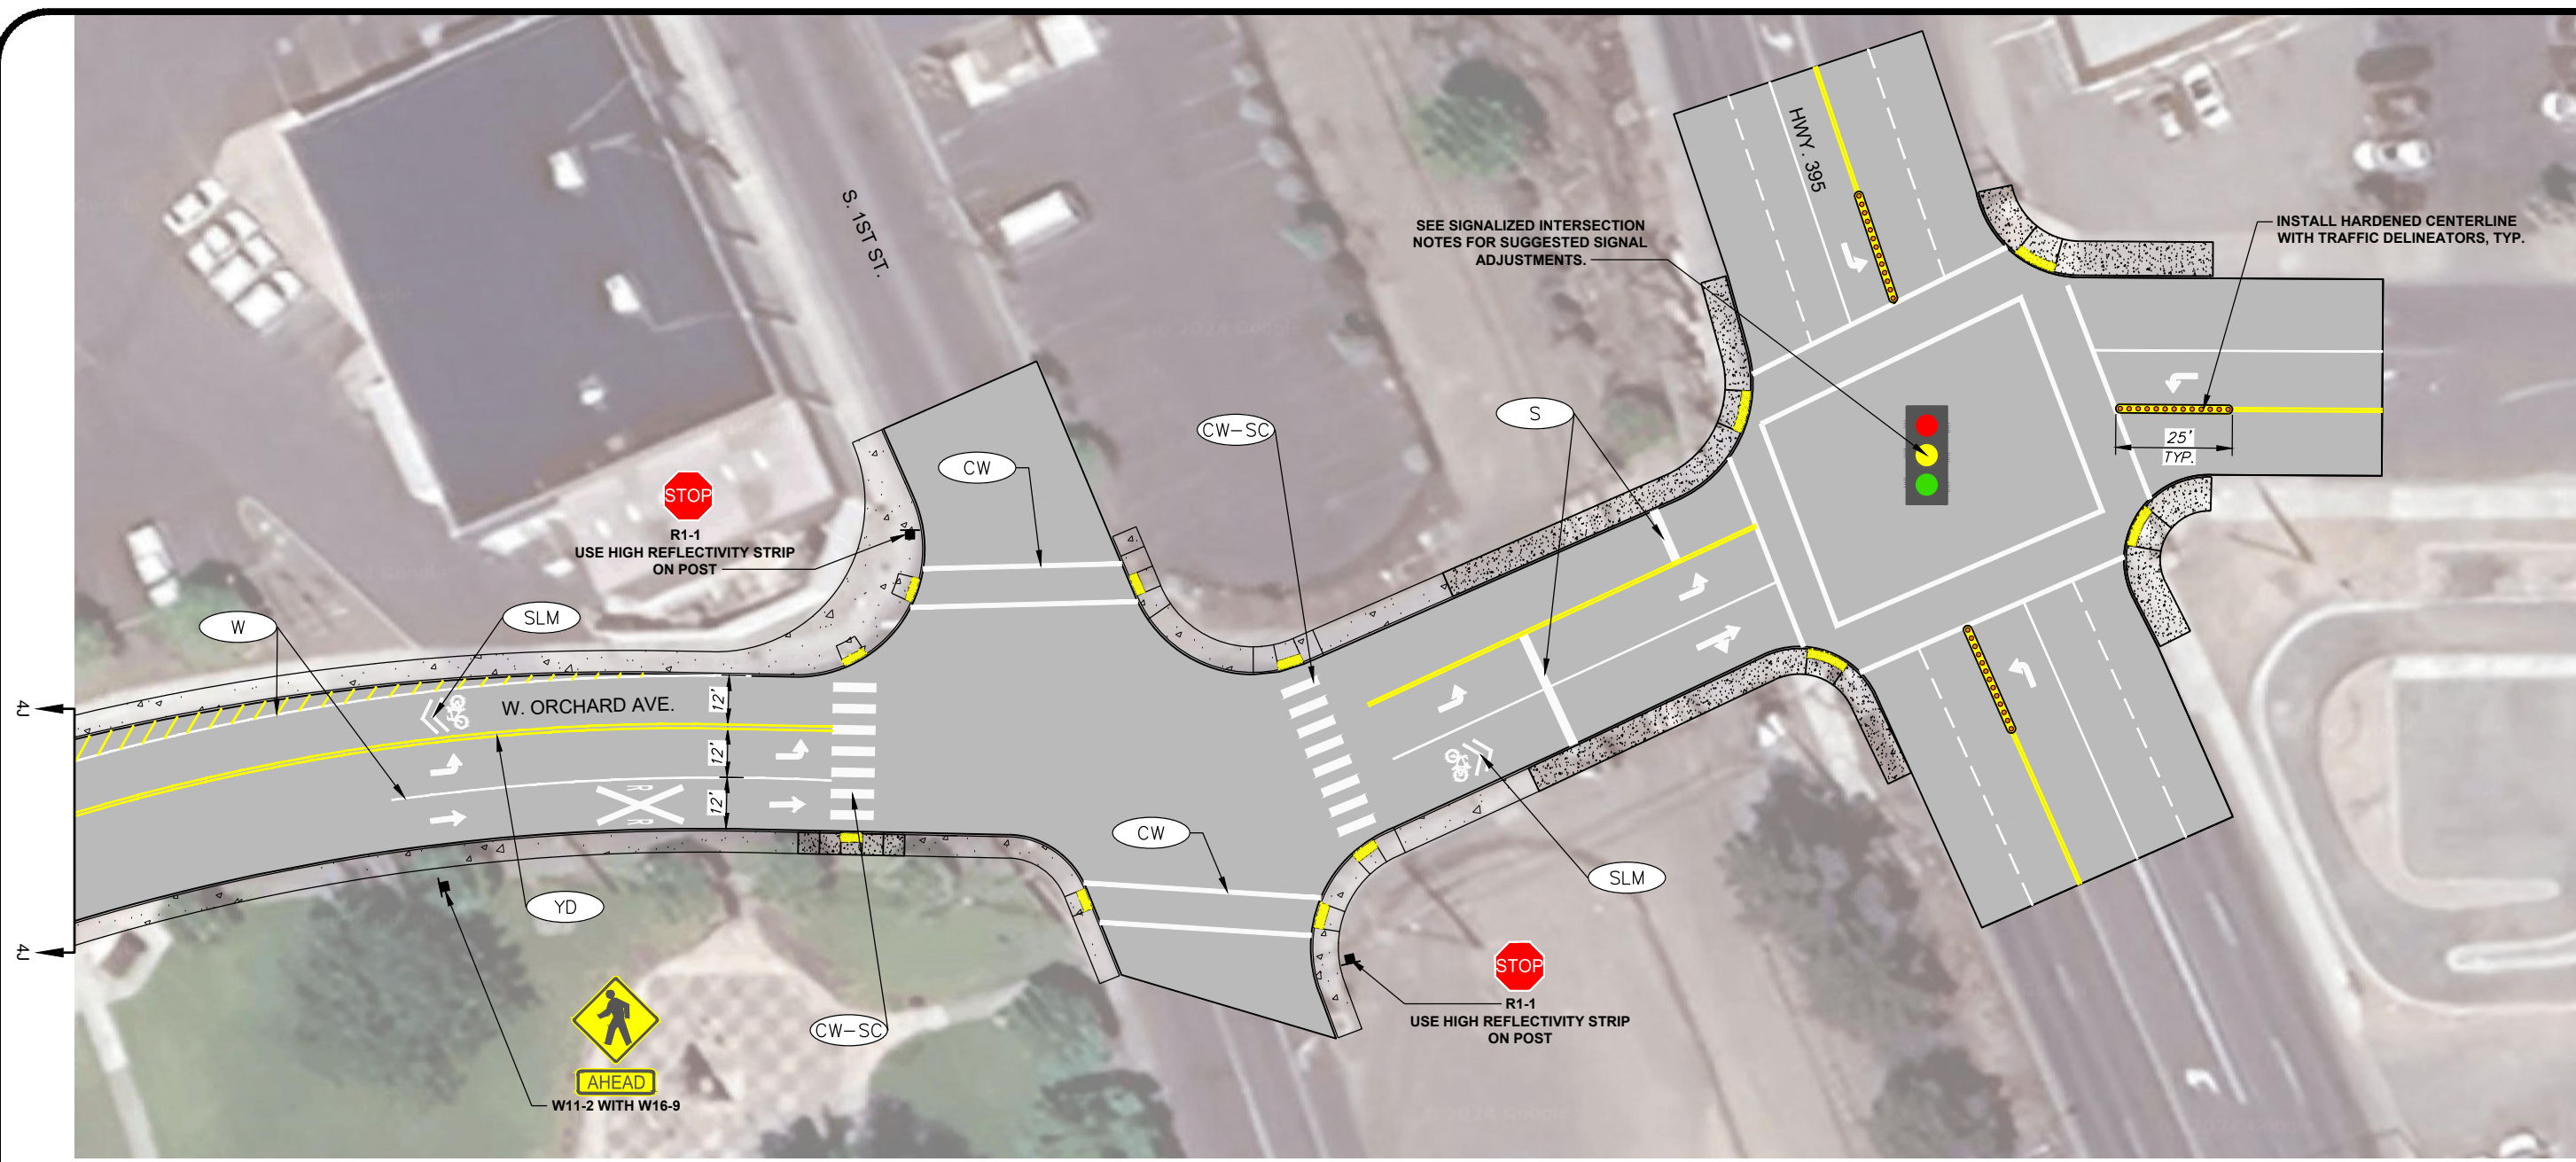 HWY. 395
S. 1ST ST.
SEE SIGNALIZED INTERSECTION
NOTES FOR SUGGESTED SIGNAL
ADJUSTMENTS.
INSTALL HARDENED CENTERLINE
WITH TRAFFIC DELINEATORS, TYP.
25'
TYP.
CW-SC
S
CW
STOP
R1-1
USE HIGH REFLECTIVITY STRIP
ON POST
W
SLM
W. ORCHARD AVE.
12'
12'
12'
R
R
4J
4J
YD
CW
SLM
CW-SC
STOP
R1-1
USE HIGH REFLECTIVITY STRIP
ON POST
AHEAD
W11-2 WITH W16-9